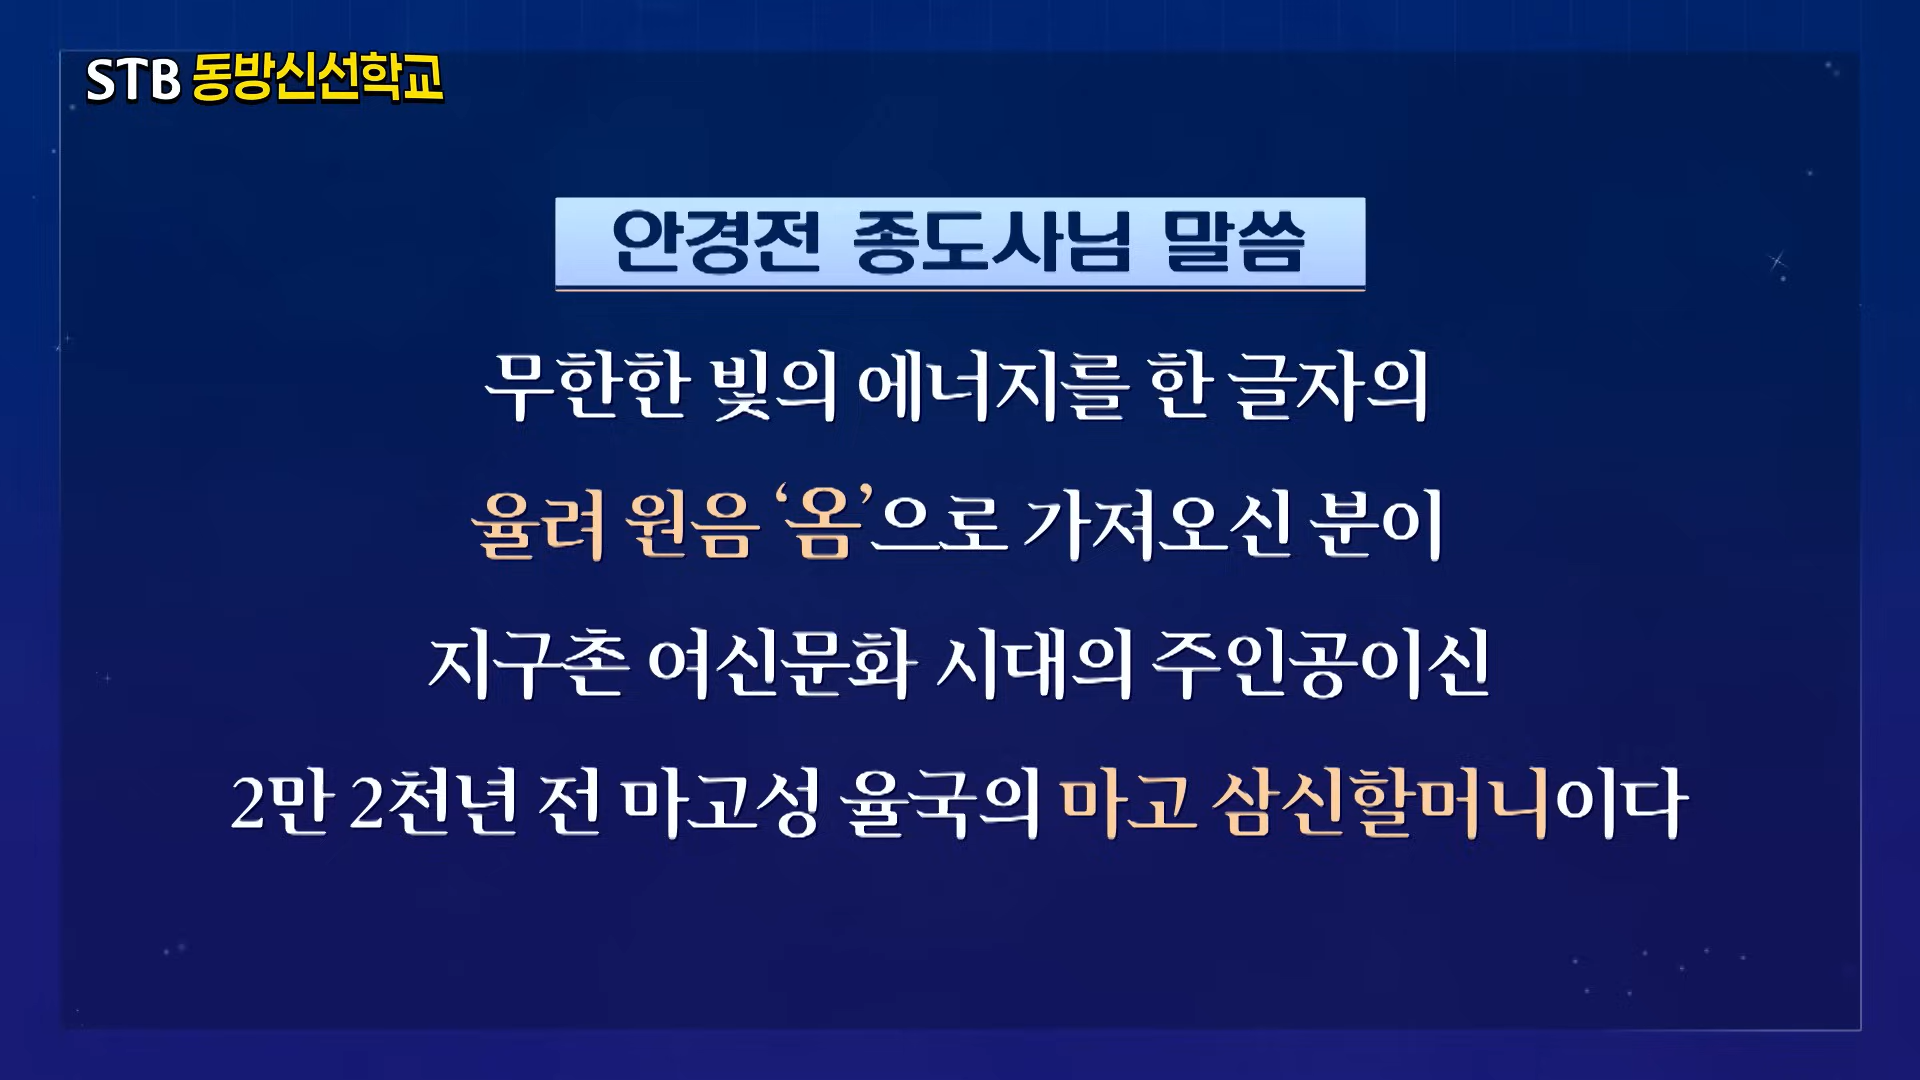 STB 동방신선학교
안경전 종도사님 말씀
무한한 빛의 에너지를 한 글자의
율려 원음 ‘옴’으로 가져오신 분이
지구촌 여신문화 시대의 주인공이신
2만 2천년 전 마고성 율국의 마고 삼신할머니이다